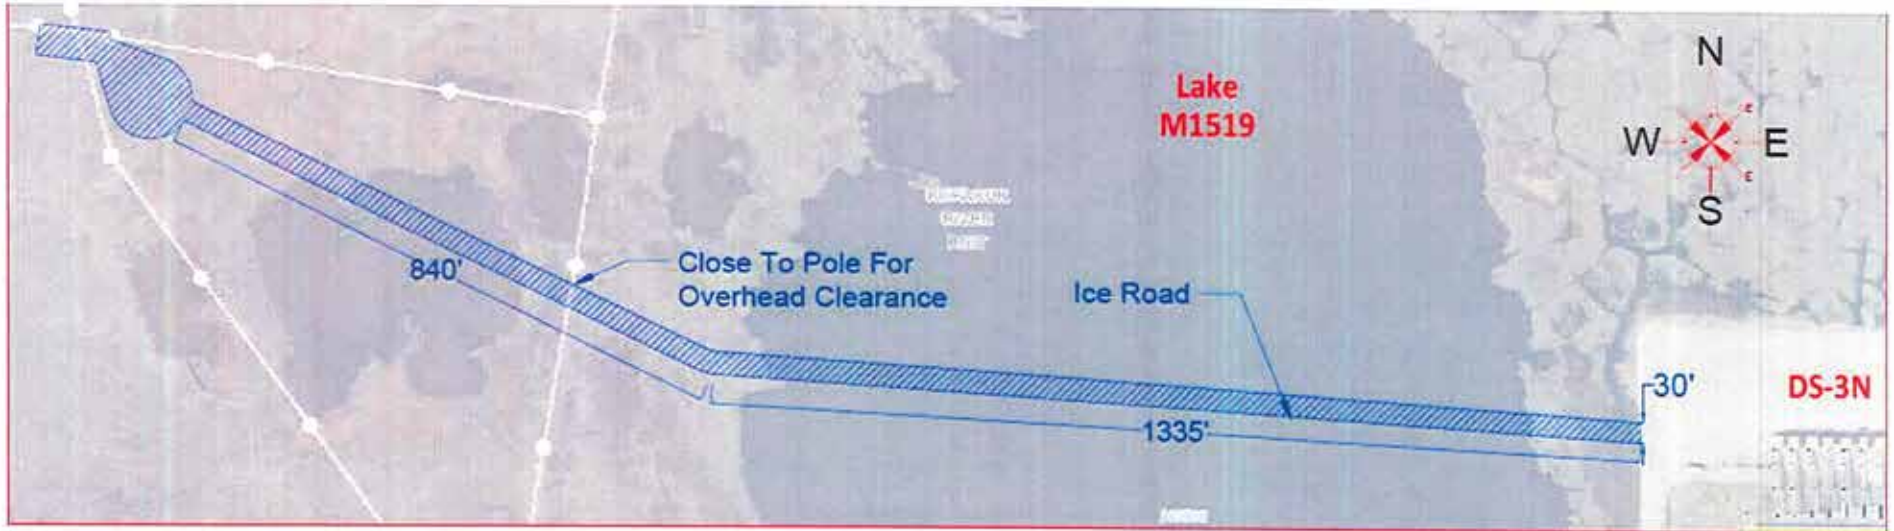 N
Lake
M1519
W
E
S
Close To Pole For
Overhead Clearance
840'
Ice Road
30'
DS-3N
1335'